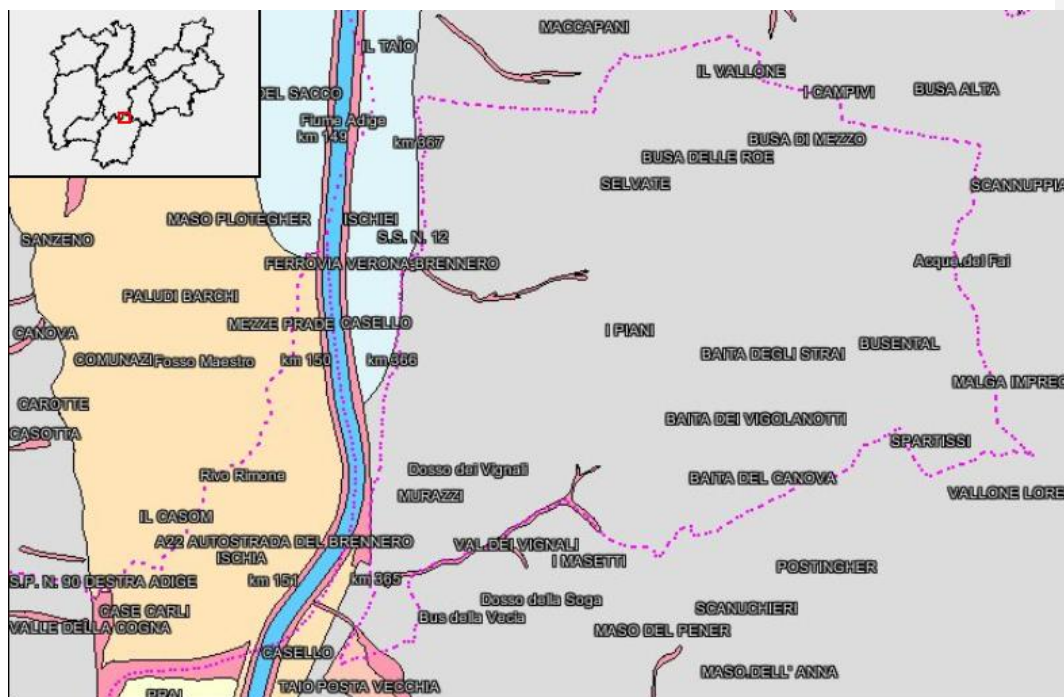 MACCAPANI
IL TAÌO
IL VALLONE
DEL SACCO
I CAMPIVI
BUSA ALTA
Fiume Adige
km 149
km 367
BUSA DI MEZZO
BUSA DELLE ROE
SELVATE
SCANNUPPIA
MASO PLOTEGHER
ISCHIEI
SANZENO
S.S. N. 12
FERROVIA VERONA-BRENNERO
Acque dei Fai
PALUDI BARCHI
MEZZE PRADE
CASELLO
I PIANI
CANOVA
BUSENTAL
COMUNAZI
Fosso Maestro
km 150
km 366
BAITA DEGLI STRAI
MALGA IMPREC
CAROTTE
BAITA DEI VIGOLANOTTI
CASOTTA
SPARTISSI
Rivo Rimone
Dosso dei Vignali
BAITA DEL CANOVA
MURAZZI
VALLONE LORE
IL CASOM
A22 AUTOSTRADA DEL BRENNERO
VAL DEI VIGNALI
ISCHIA
I MASETTI
POSTINGHER
S.P. N. 90 DESTRA ADIGE
km 151
km 365
Dosso della Soga
CASE CARLI
SCANUCHIERI
Bus della Vecia
VALLE DELLA COGNA
MASO DEL PENER
CASELLO
MASO DELL' ANNA
TAIO POSTA VECCHIA